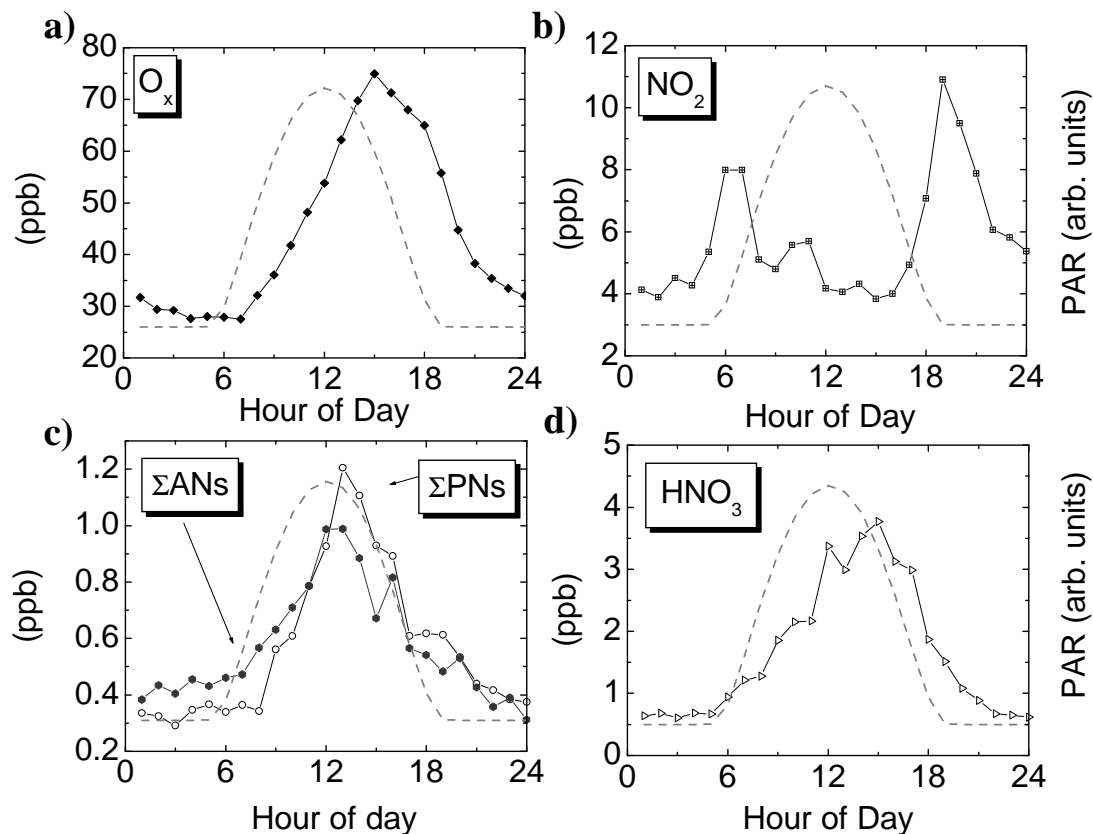 a)
O_x
(ppb)
80
70
60
50
40
30
20
0 6 12 18 24
Hour of Day
b)
NO_2
(ppb)
12
10
8
6
4
2
0 6 12 18 24
Hour of Day
PAR (arb. units)
c)
ΣANs
ΣPNs
(ppb)
1.2
1.0
0.8
0.6
0.4
0.2
0 6 12 18 24
Hour of day
d)
HNO_3
(ppb)
5
4
3
2
1
0
0 6 12 18 24
Hour of Day
PAR (arb. units)